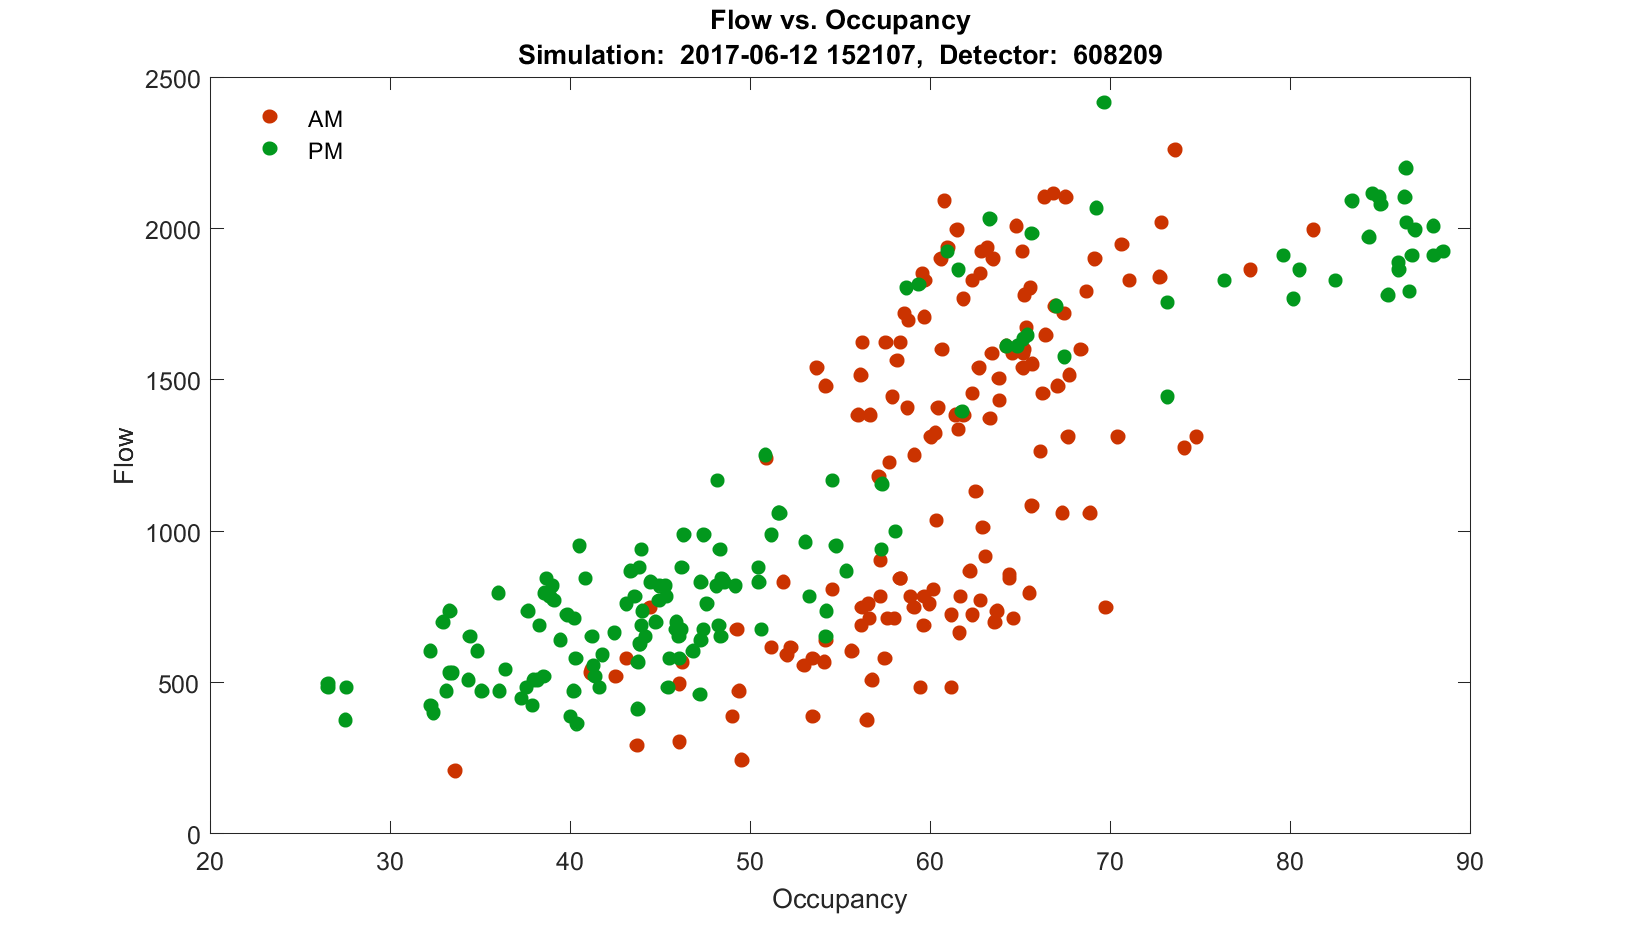 Flow vs. Occupancy
Simulation:  2017-06-12 152107,  Detector:  608209
2500
2000
1500
1000
500
0
Flow
AM
PM
20 30 40 50 60 70 80 90
Occupancy